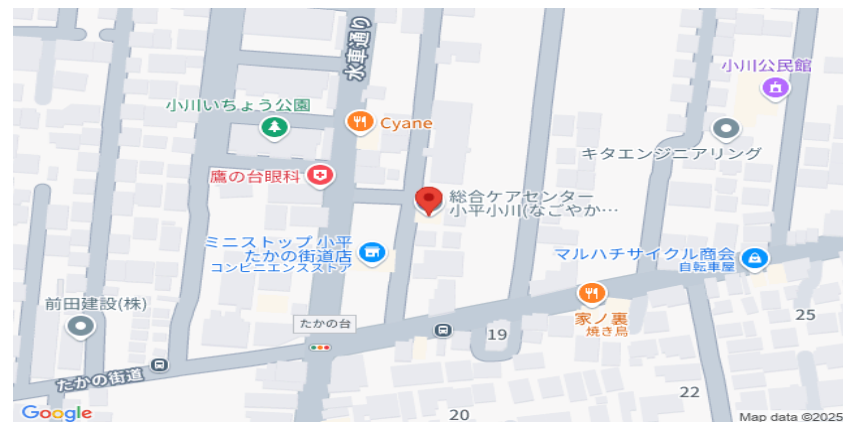 水車通り
小川公民館
小川いちょう公園
Cyane
キタエンジニアリング
鷹の台眼科
総合ケアセンター
小平小川(なごやか…
ミニストップ 小平
たかの街道店
コンビニエンスストア
マルハチサイクル商会
自転車屋
前田建設(株)
たかの台
19
家ノ裏
焼き鳥
25
たかの街道
22
20
Google
Map data ©2025